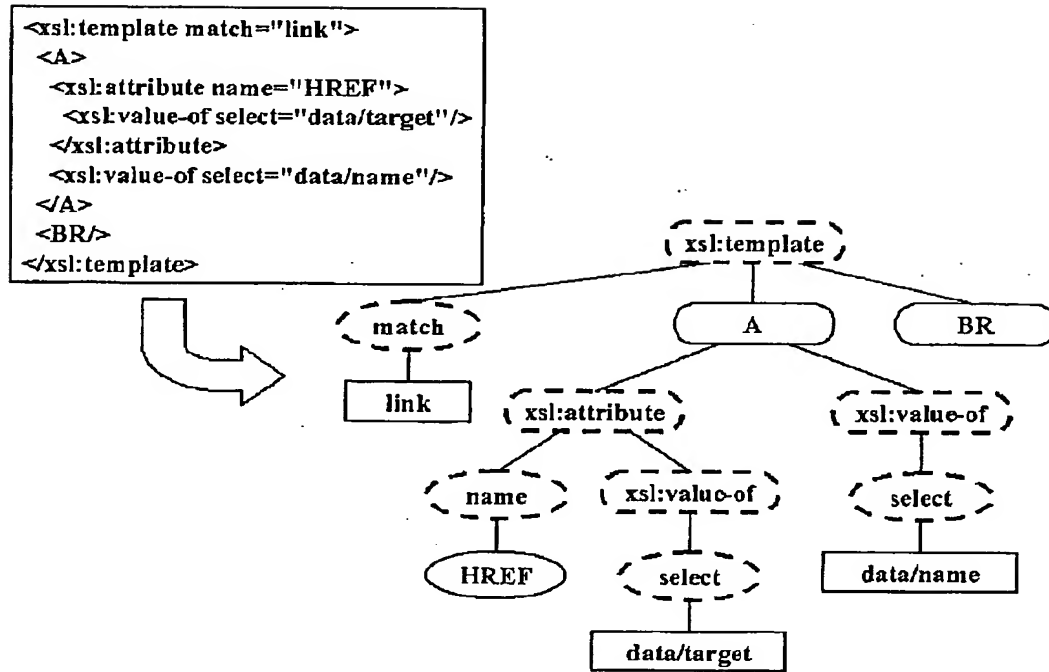 <xsl:template match="link">
<A>
<xsl:attribute name="HREF">
<xsl:value-of select="data/target"/>
</xsl:attribute>
<xsl:value-of select="data/name"/>
</A>
<BR/>
</xsl:template>
xsl:template
match
A
BR
link
xsl:attribute
xsl:value-of
name
xsl:value-of
select
HREF
select
data/name
data/target